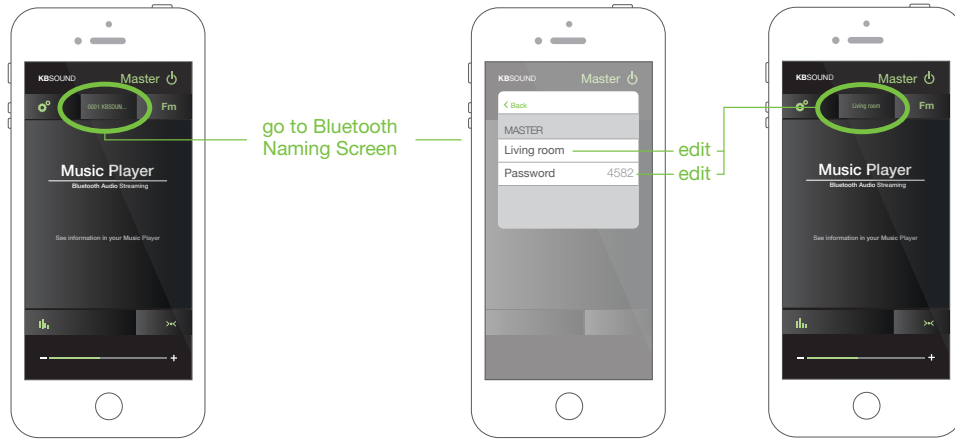 KBSOUND Master
0001 KBSOUN... Fm
Music Player
Bluetooth Audio Streaming
See information in your Music Player
go to Bluetooth
Naming Screen
KBSOUND Master
Back
MASTER
Living room
Password 4582
edit
edit
KBSOUND Master
Living room Fm
Music Player
Bluetooth Audio Streaming
See information in your Music Player